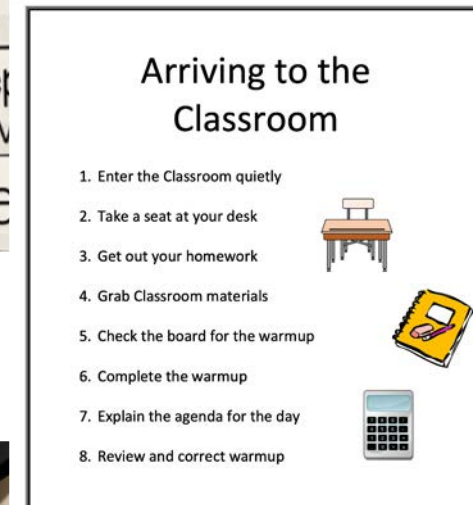 Arriving to the
Classroom
1. Enter the Classroom quietly
2. Take a seat at your desk
3. Get out your homework
4. Grab Classroom materials
5. Check the board for the warmup
6. Complete the warmup
7. Explain the agenda for the day
8. Review and correct warmup